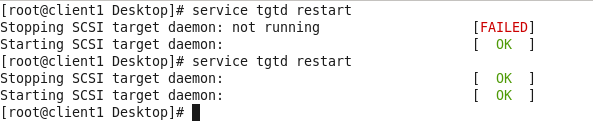 [root@client1 Desktop]# service tgtd restart
Stopping SCSI target daemon: not running                   [FAILED]
Starting SCSI target daemon:                               [  OK  ]
[root@client1 Desktop]# service tgtd restart
Stopping SCSI target daemon:                               [  OK  ]
Starting SCSI target daemon:                               [  OK  ]
[root@client1 Desktop]#